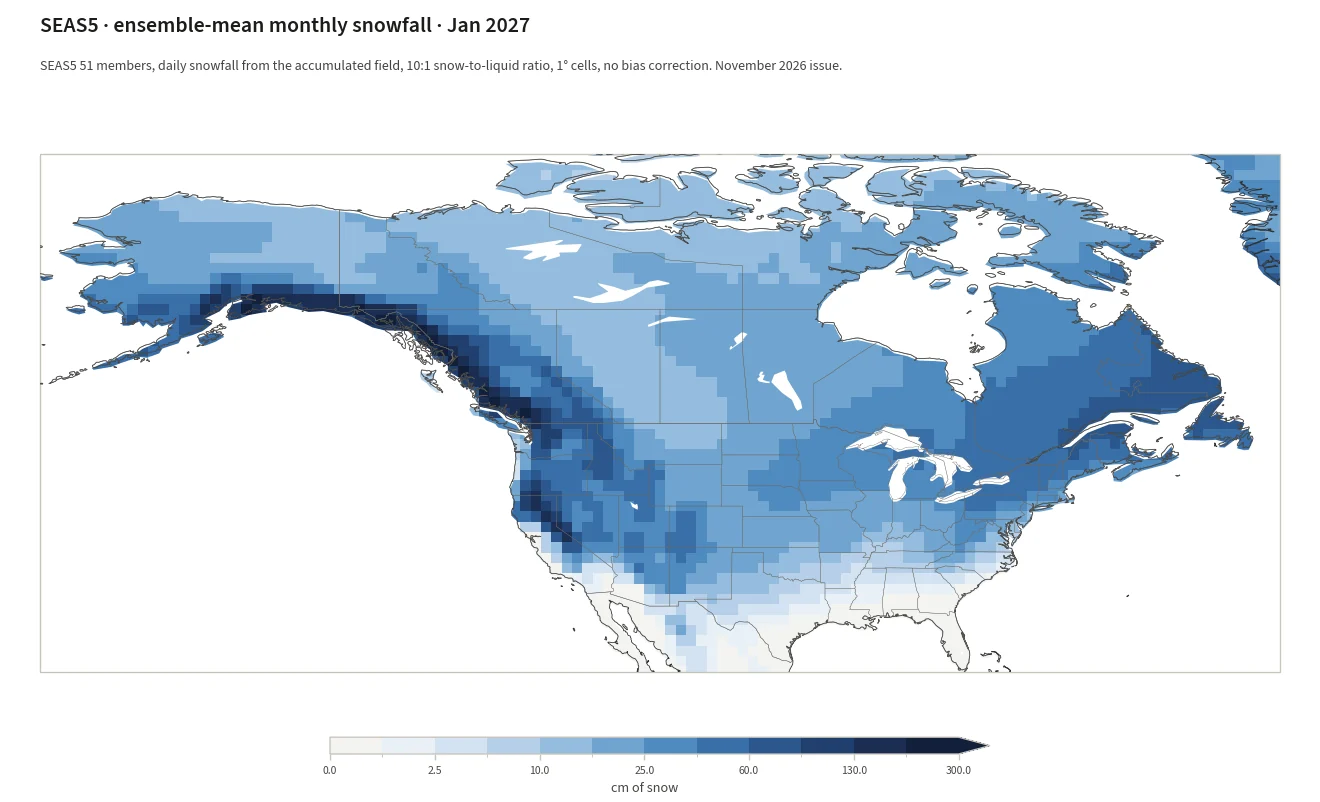 SEAS5 · ensemble-mean monthly snowfall · Jan 2027
SEAS5 51 members, daily snowfall from the accumulated field, 10:1 snow-to-liquid ratio, 1° cells, no bias correction. November 2026 issue.
0.0 2.5 10.0 25.0 60.0 130.0 300.0
cm of snow